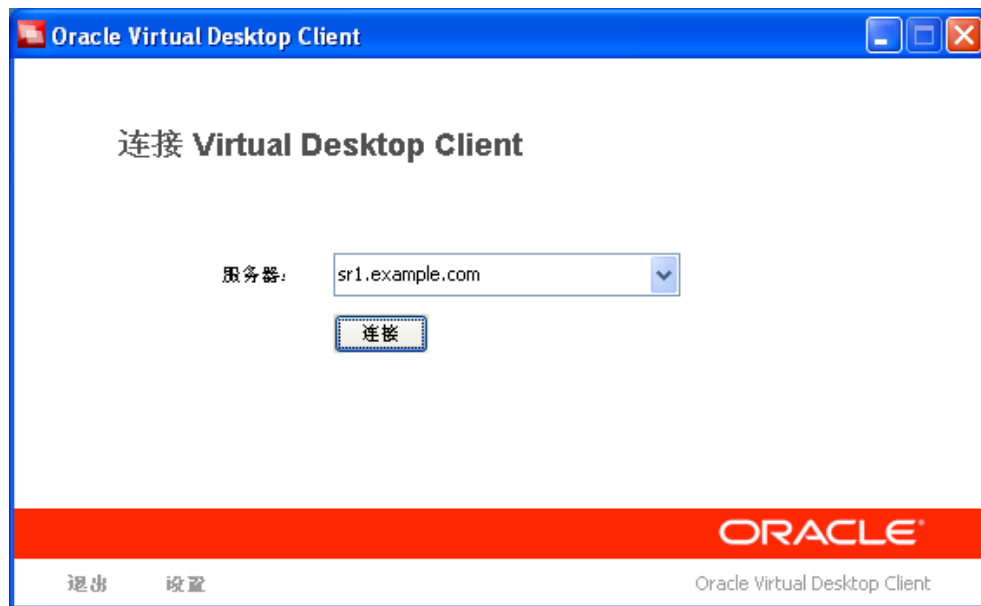 Oracle Virtual Desktop Client
连接 Virtual Desktop Client
服务器：
sr1.example.com
连接
ORACLE
退出 设置
Oracle Virtual Desktop Client